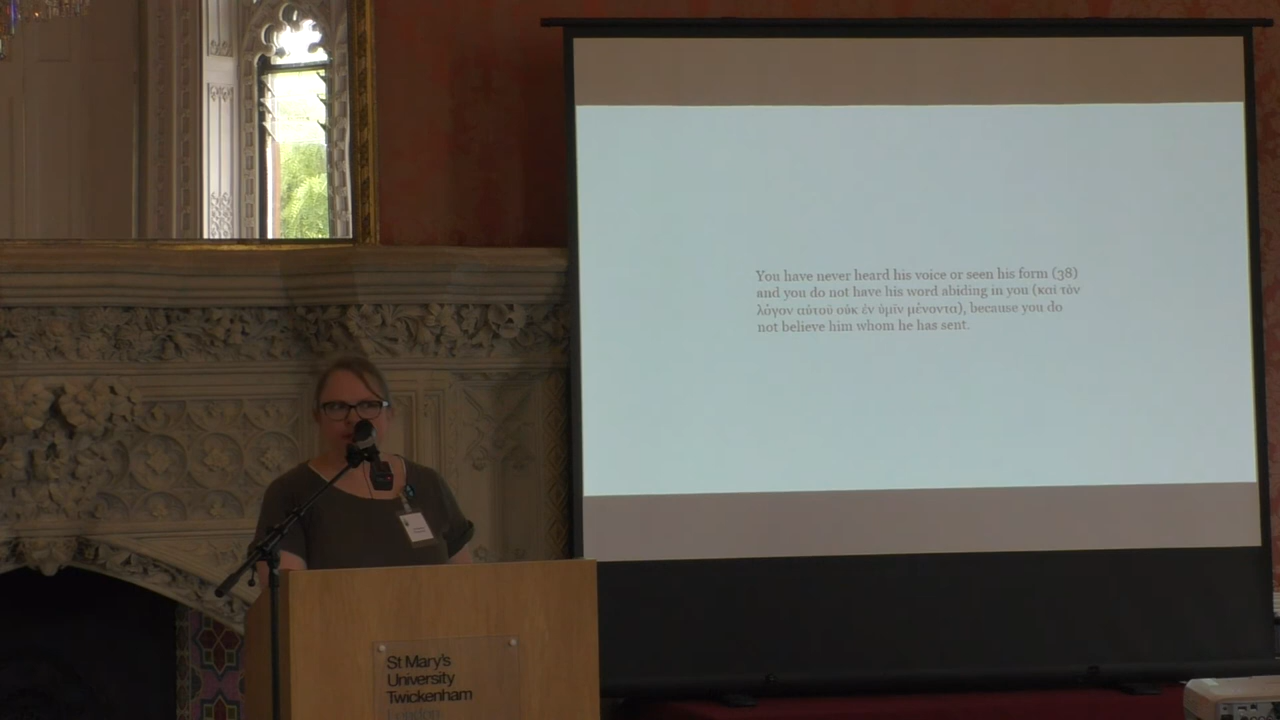 You have never heard his voice or seen his form (38)
and you do not have his word abiding in you (καὶ τὸν
λόγον αὐτοῦ οὐκ ἐν ὑμῖν μένοντα), because you do
not believe him whom he has sent.
St Mary's
University
Twickenham
London